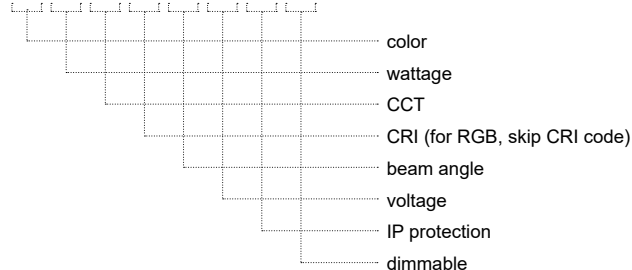 color
wattage
CCT
CRI (for RGB, skip CRI code)
beam angle
voltage
IP protection
dimmable